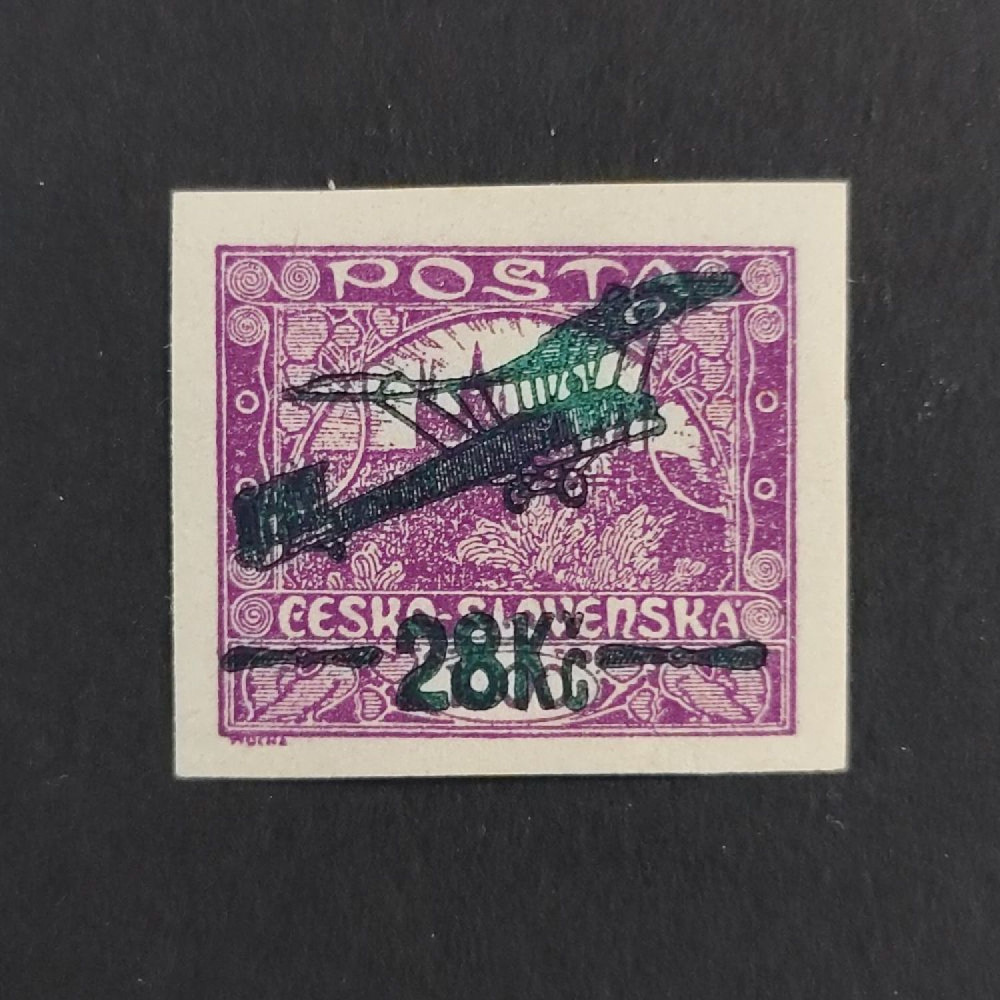 POSTA
ČESKO-SLOVENSKÁ
28Kč
MUCHA